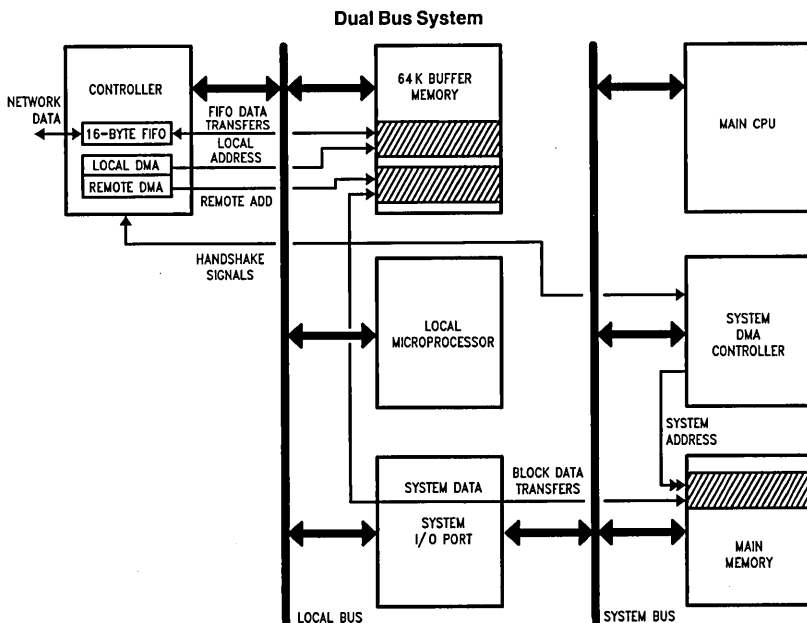 Dual Bus System
CONTROLLER
NETWORK
DATA
16-BYTE FIFO
LOCAL DMA
REMOTE DMA
FIFO DATA
TRANSFERS
LOCAL
ADDRESS
REMOTE ADD
64K BUFFER
MEMORY
MAIN CPU
HANDSHAKE
SIGNALS
LOCAL
MICROPROCESSOR
SYSTEM
DMA
CONTROLLER
SYSTEM
ADDRESS
SYSTEM DATA
SYSTEM
I/O PORT
BLOCK DATA
TRANSFERS
MAIN
MEMORY
LOCAL BUS
SYSTEM BUS